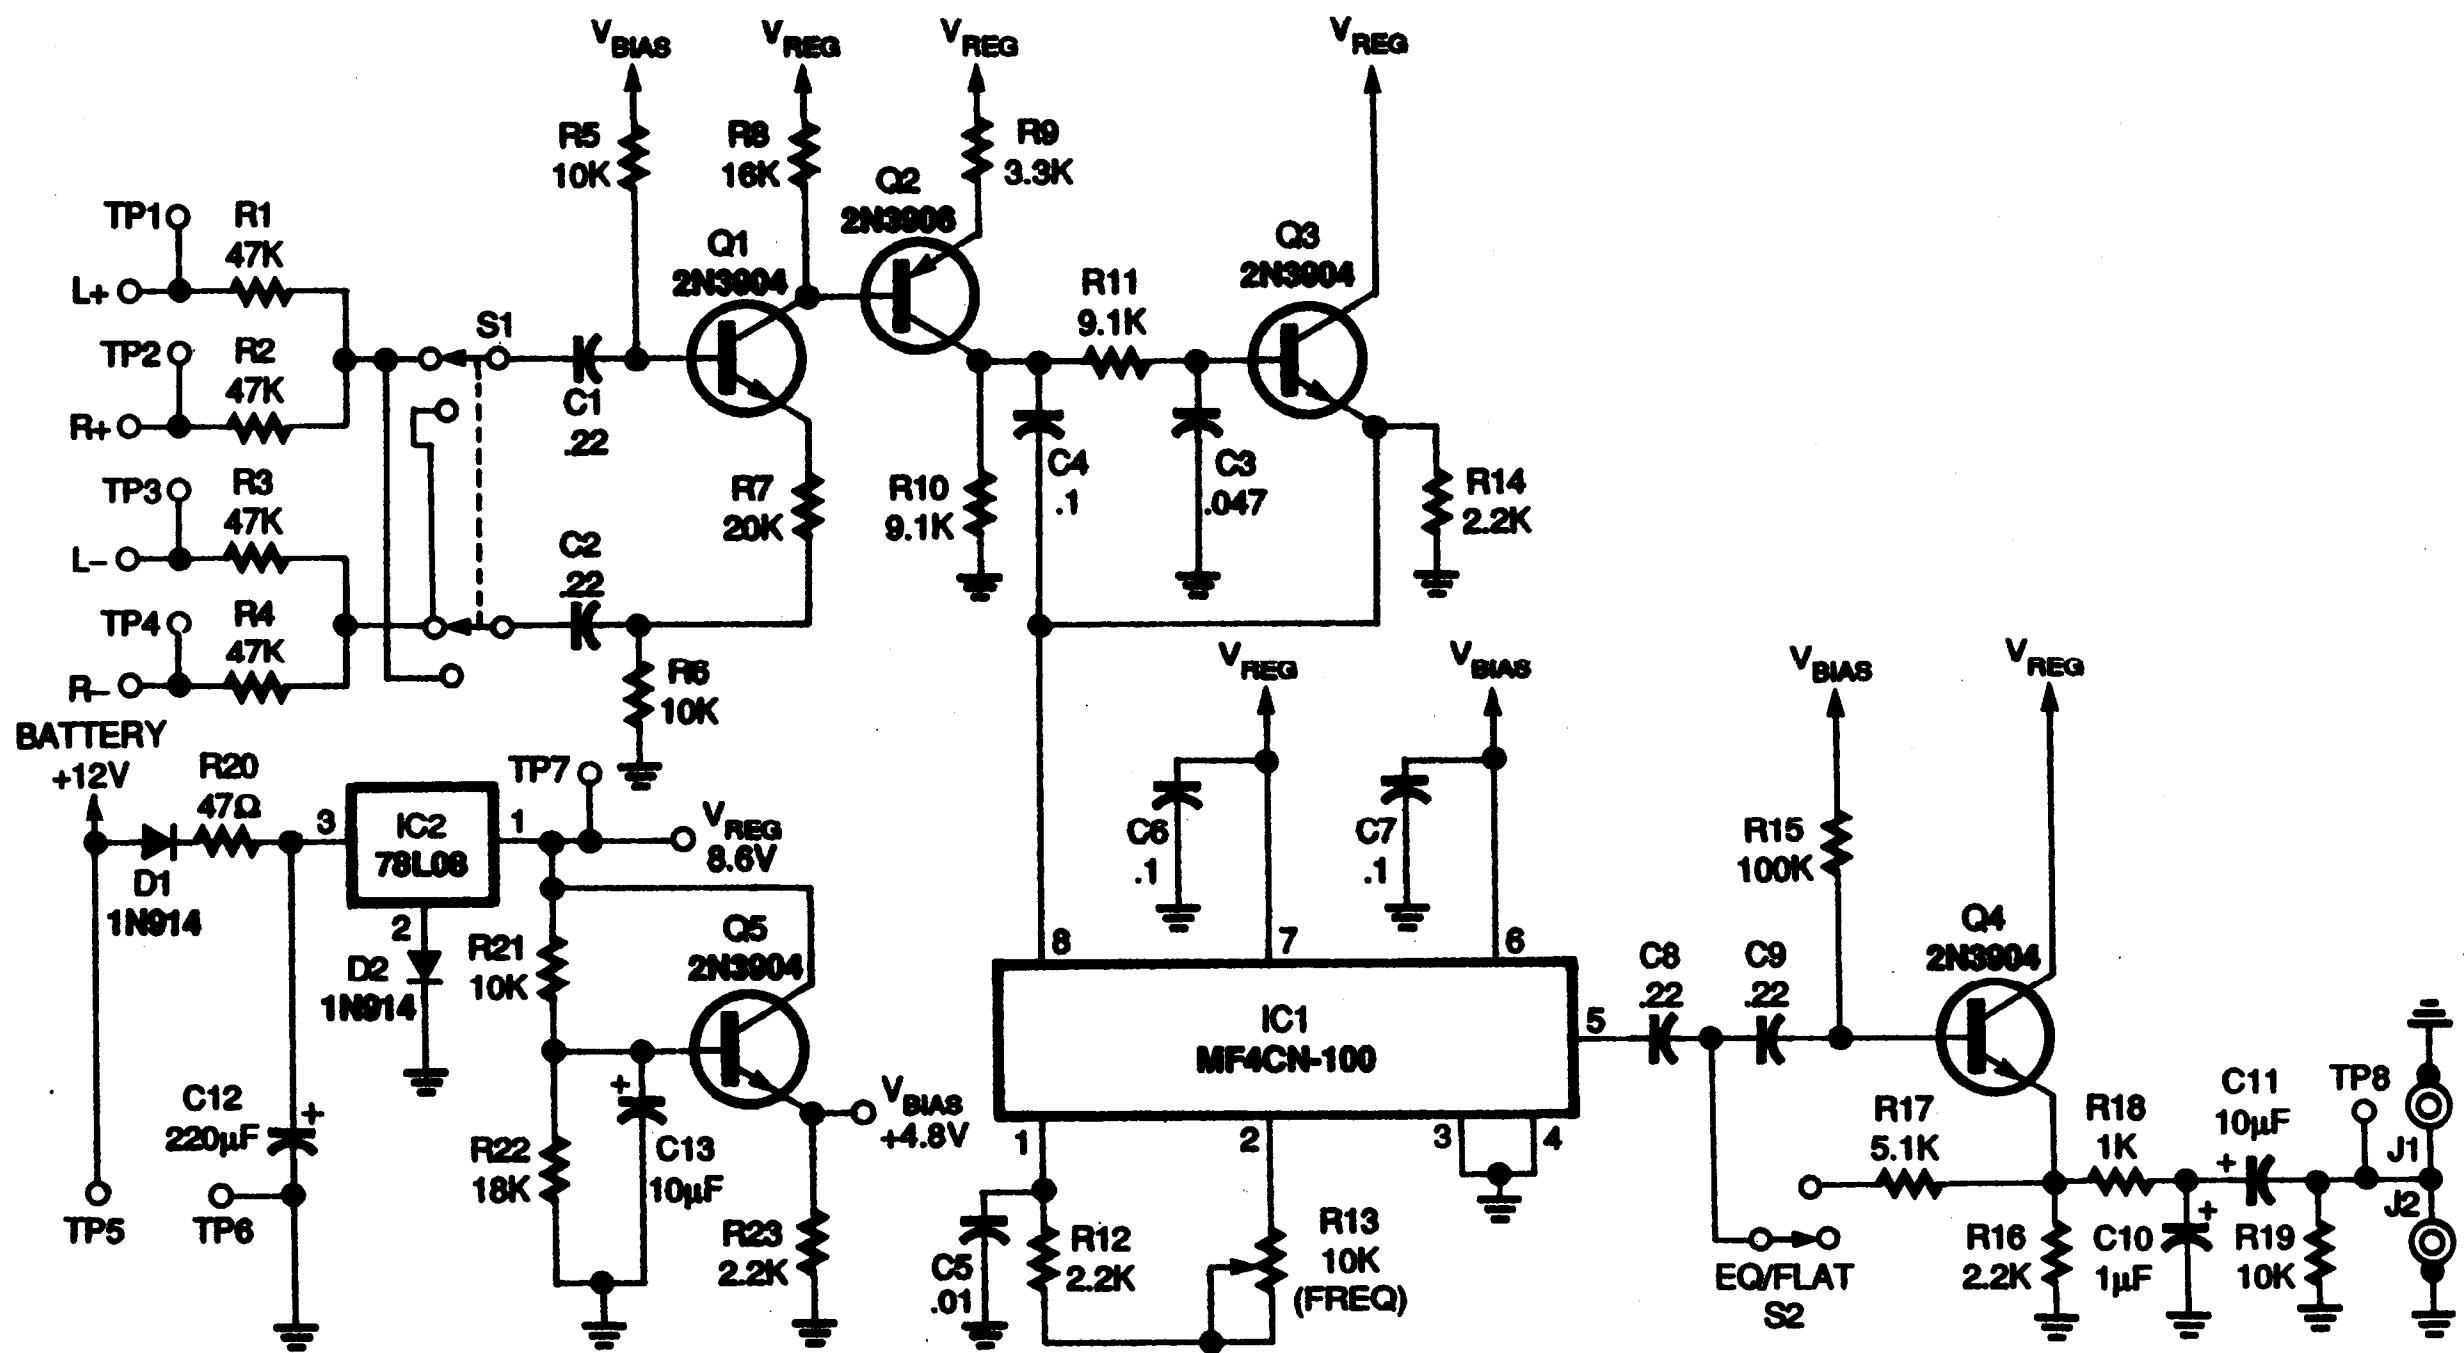 VBIAS
VREG
VREG
VREG
R5
10K
R8
16K
R9
3.3K
Q2
2N3906
TP1
R1
47K
L+
Q1
2N3904
Q3
2N3904
R11
9.1K
TP2
R2
47K
R+
S1
C1
.22
TP3
R3
47K
L–
R7
20K
R10
9.1K
C4
.1
C3
.047
R14
2.2K
C2
.22
TP4
R4
47K
R–
R6
10K
BATTERY
+12V
R20
47Ω
D1
1N914
3
IC2
78L08
1
2
TP7
VREG
8.6V
D2
1N914
R21
10K
Q5
2N3904
C12
220µF
+
TP5
TP6
R22
18K
+
C13
10µF
VBIAS
+4.8V
R23
2.2K
VREG
VBIAS
VBIAS
VREG
C6
.1
C7
.1
R15
100K
8
7
6
IC1
MF4CN-100
5
1
2
3
4
C8
.22
C9
.22
Q4
2N3904
C5
.01
R12
2.2K
R13
10K
(FREQ)
R17
5.1K
R18
1K
C11
10µF
+
TP8
J1
J2
EQ/FLAT
S2
R16
2.2K
C10
1µF
+
R19
10K